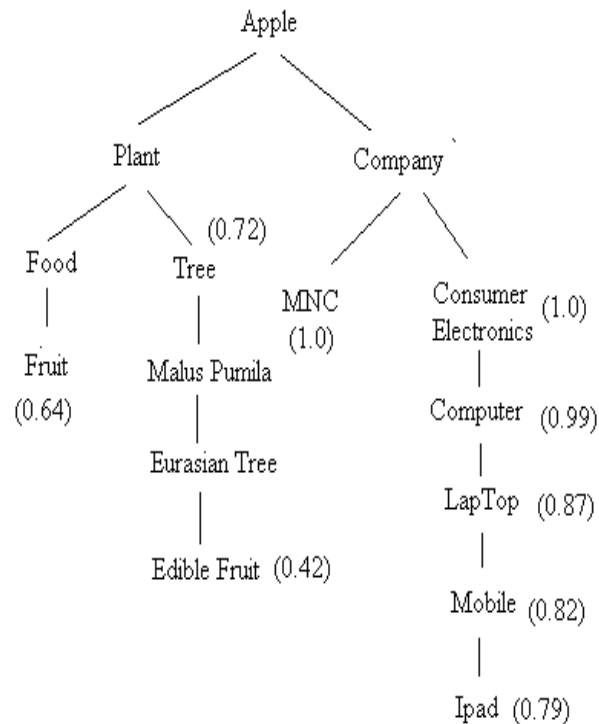 Apple
Plant
Company
(0.72)
Food
Tree
MNC
(1.0)
Consumer
Electronics
(1.0)
Fruit
(0.64)
Malus Pumila
Computer
(0.99)
Eurasian Tree
LapTop
(0.87)
Edible Fruit
(0.42)
Mobile
(0.82)
Ipad
(0.79)